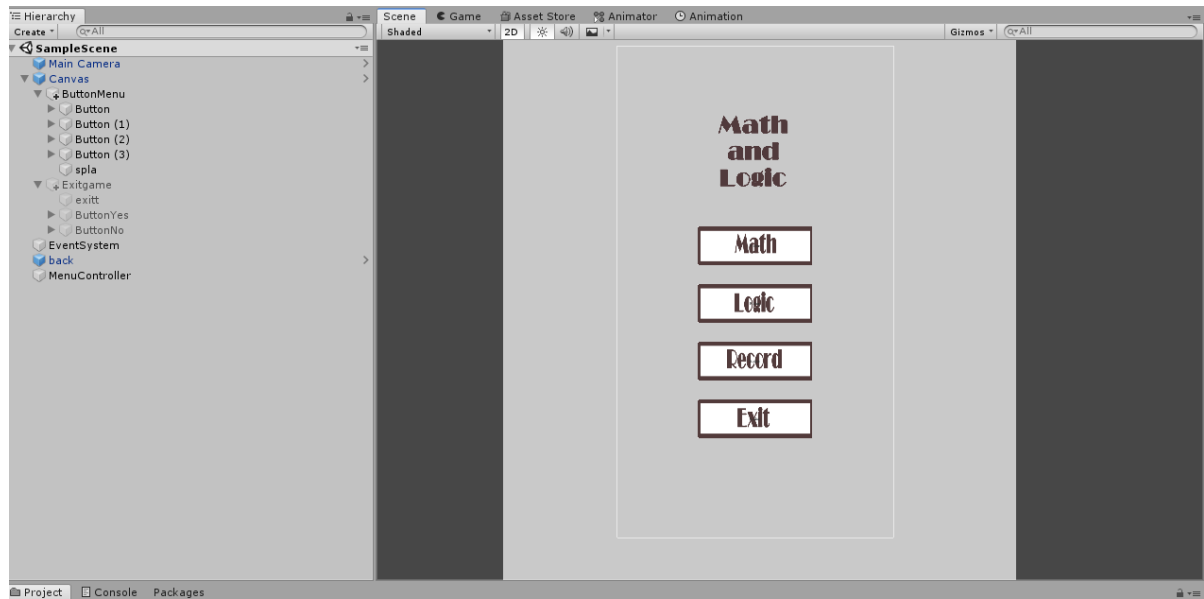 Hierarchy
Scene Game Asset Store Animator Animation
Create All
Shaded 2D Gizmos All
SampleScene
Main Camera
Canvas
ButtonMenu
Button
Button (1)
Button (2)
Button (3)
spla
Exitgame
exitt
ButtonYes
ButtonNo
EventSystem
back
MenuController
Math
and
Logic
Math
Logic
Record
Exit
Project Console Packages